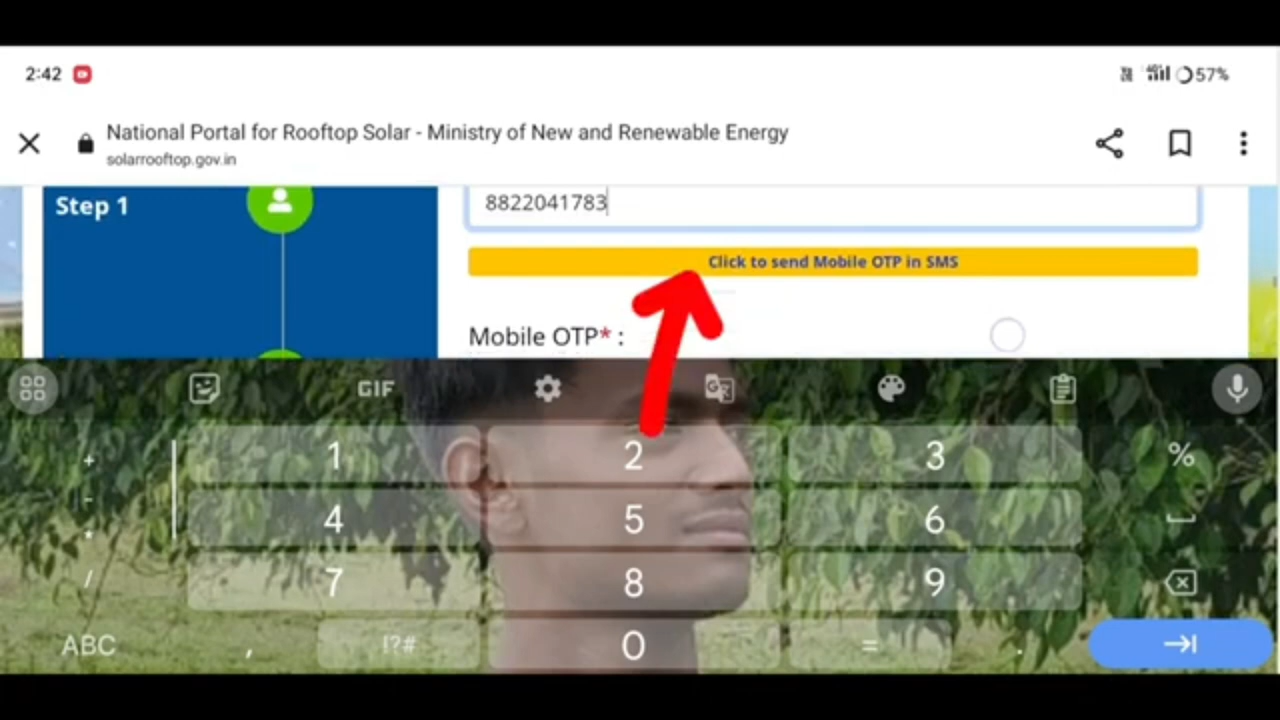 2:42
57%
National Portal for Rooftop Solar - Ministry of New and Renewable Energy
solarrooftop.gov.in
Step 1
8822041783
Click to send Mobile OTP in SMS
Mobile OTP* :
GIF
+ 1 2 3 %
- 4 5 6
* 
/ 7 8 9
ABC , !?# 0 = .